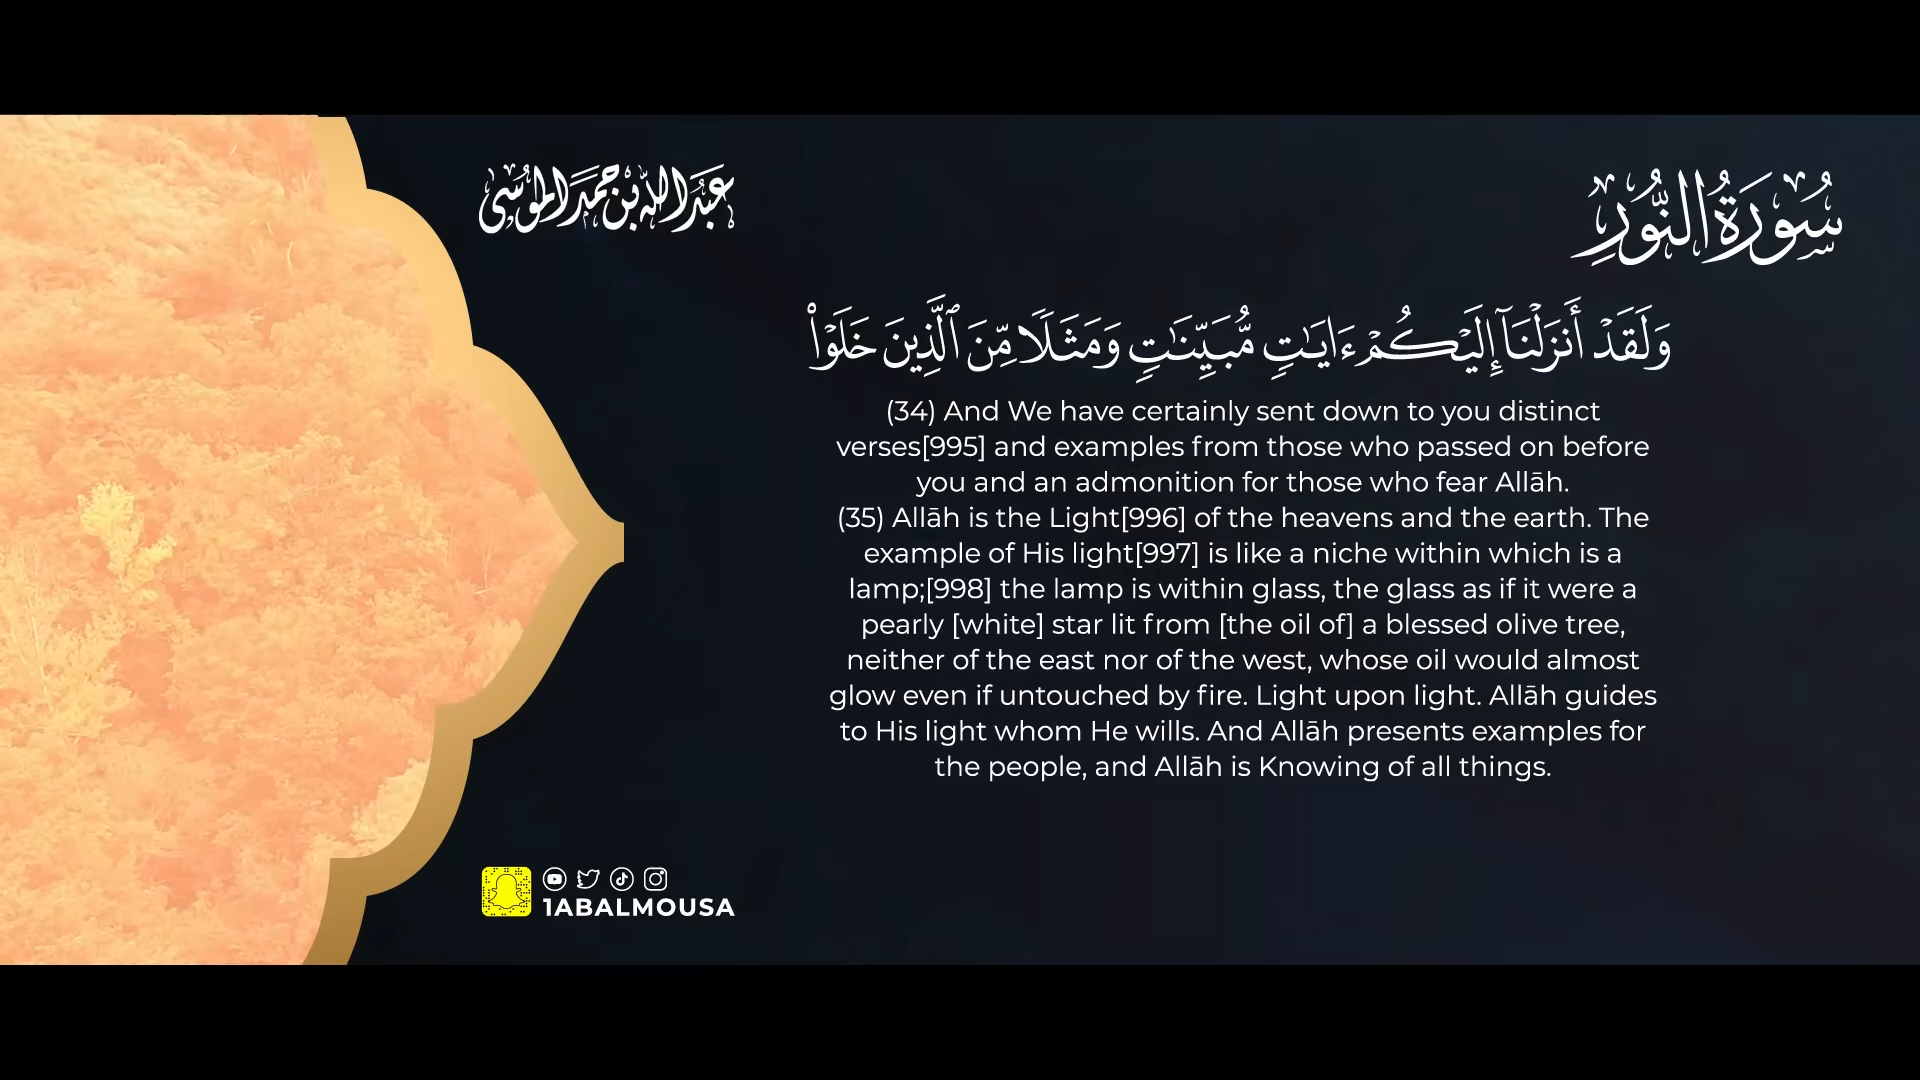 عَبْدُ اللهِ بْنُ حَمَد المُوسَى
سُورَةُ النُّورِ
وَلَقَدْ أَنزَلْنَآ إِلَيْكُمْ ءَايَـٰتٍ مُّبَيِّنَـٰتٍ وَمَثَلًا مِّنَ ٱلَّذِينَ خَلَوْا۟
(34) And We have certainly sent down to you distinct
verses[995] and examples from those who passed on before
you and an admonition for those who fear Allāh.
(35) Allāh is the Light[996] of the heavens and the earth. The
example of His light[997] is like a niche within which is a
lamp;[998] the lamp is within glass, the glass as if it were a
pearly [white] star lit from [the oil of] a blessed olive tree,
neither of the east nor of the west, whose oil would almost
glow even if untouched by fire. Light upon light. Allāh guides
to His light whom He wills. And Allāh presents examples for
the people, and Allāh is Knowing of all things.
1ABALMOUSA